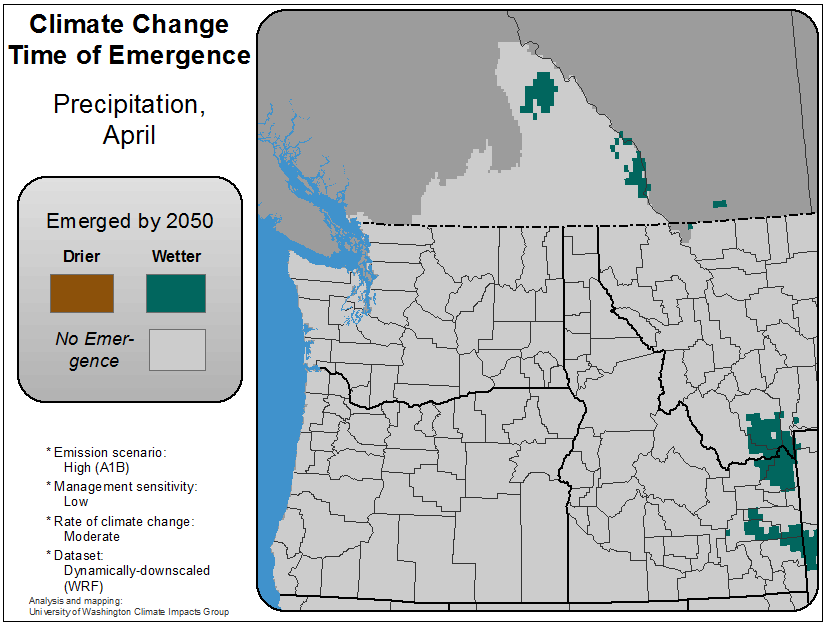 Climate Change
Time of Emergence
Precipitation,
April
Emerged by 2050
Drier Wetter
No Emer-
gence
* Emission scenario:
High (A1B)
* Management sensitivity:
Low
* Rate of climate change:
Moderate
* Dataset:
Dynamically-downscaled
(WRF)
Analysis and mapping:
University of Washington Climate Impacts Group